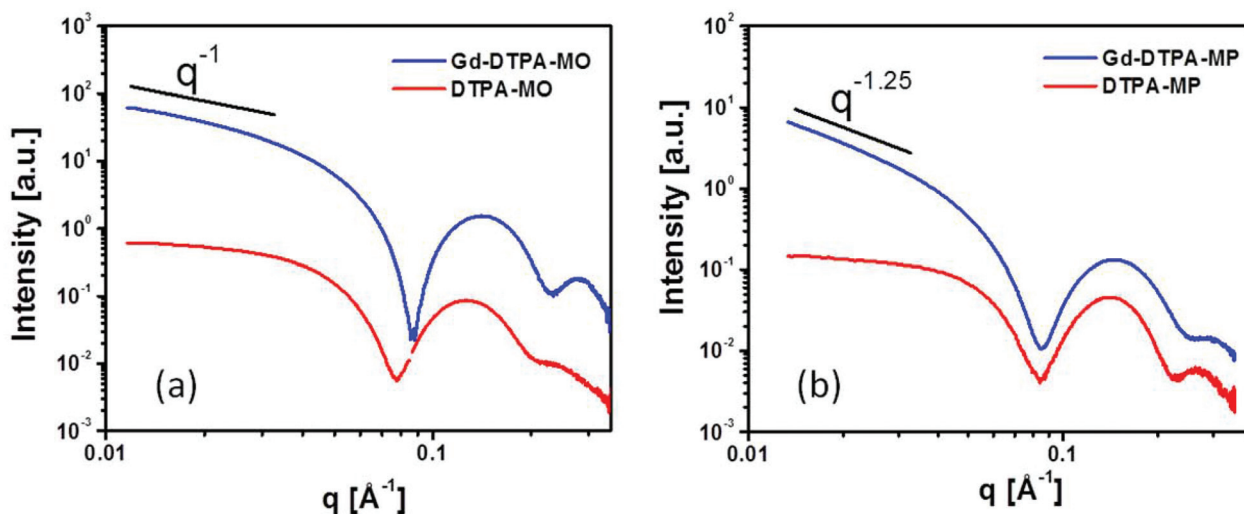 10³
10²
10¹
10⁰
10⁻¹
10⁻²
10⁻³
Intensity [a.u.]
q⁻¹
Gd-DTPA-MO
DTPA-MO
(a)
0.01
0.1
q [Å⁻¹]
10²
10¹
10⁰
10⁻¹
10⁻²
10⁻³
Intensity [a.u.]
q⁻¹·²⁵
Gd-DTPA-MP
DTPA-MP
(b)
0.01
0.1
q [Å⁻¹]